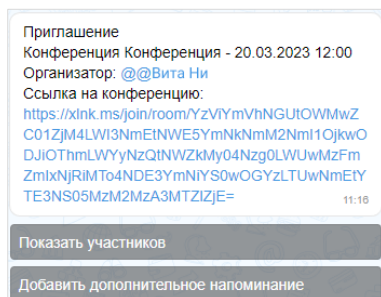 Приглашение
Конференция Конференция - 20.03.2023 12:00
Организатор: @@Вита Ни
Ссылка на конференцию:
https://xlnk.ms/join/room/YzViYmVhNGUtOWMwZ
C01ZjM4LWI3NmEtNWE5YmNkNmM2NmI1OjkwO
DJiOThmLWYyNzQtNWZkMy04Nzg0LWUwMzFm
ZmIxNjRiMTo4NDE3YmNiYS0wOGYzLTUwNmEtY
TE3NS05MzM2MzA3MTZlZjE=
11:16
Показать участников
Добавить дополнительное напоминание